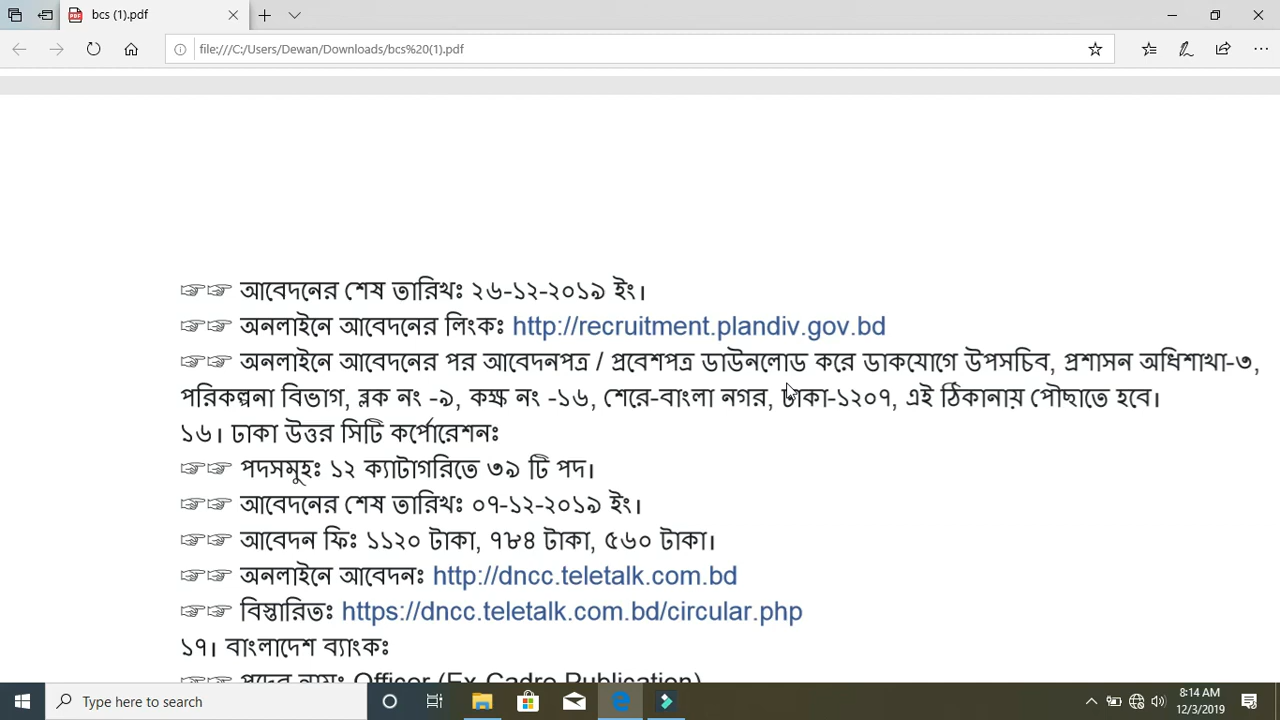 bcs (1).pdf
file:///C:/Users/Dewan/Downloads/bcs%20(1).pdf
☞☞ আবেদনের শেষ তারিখঃ ২৬-১২-২০১৯ ইং।
☞☞ অনলাইনে আবেদনের লিংকঃ http://recruitment.plandiv.gov.bd
☞☞ অনলাইনে আবেদনের পর আবেদনপত্র / প্রবেশপত্র ডাউনলোড করে ডাকযোগে উপসচিব, প্রশাসন অধিশাখা-৩,
পরিকল্পনা বিভাগ, ব্লক নং -৯, কক্ষ নং -১৬, শেরে-বাংলা নগর, ঢাকা-১২০৭, এই ঠিকানায় পৌছাতে হবে।
১৬। ঢাকা উত্তর সিটি কর্পোরেশনঃ
☞☞ পদসমুহঃ ১২ ক্যাটাগরিতে ৩৯ টি পদ।
☞☞ আবেদনের শেষ তারিখঃ ০৭-১২-২০১৯ ইং।
☞☞ আবেদন ফিঃ ১১২০ টাকা, ৭৮৪ টাকা, ৫৬০ টাকা।
☞☞ অনলাইনে আবেদনঃ http://dncc.teletalk.com.bd
☞☞ বিস্তারিতঃ https://dncc.teletalk.com.bd/circular.php
১৭। বাংলাদেশ ব্যাংকঃ
☞☞ পদের নামঃ Officer (Ex-Cadre Publication)
Type here to search
8:14 AM
12/3/2019